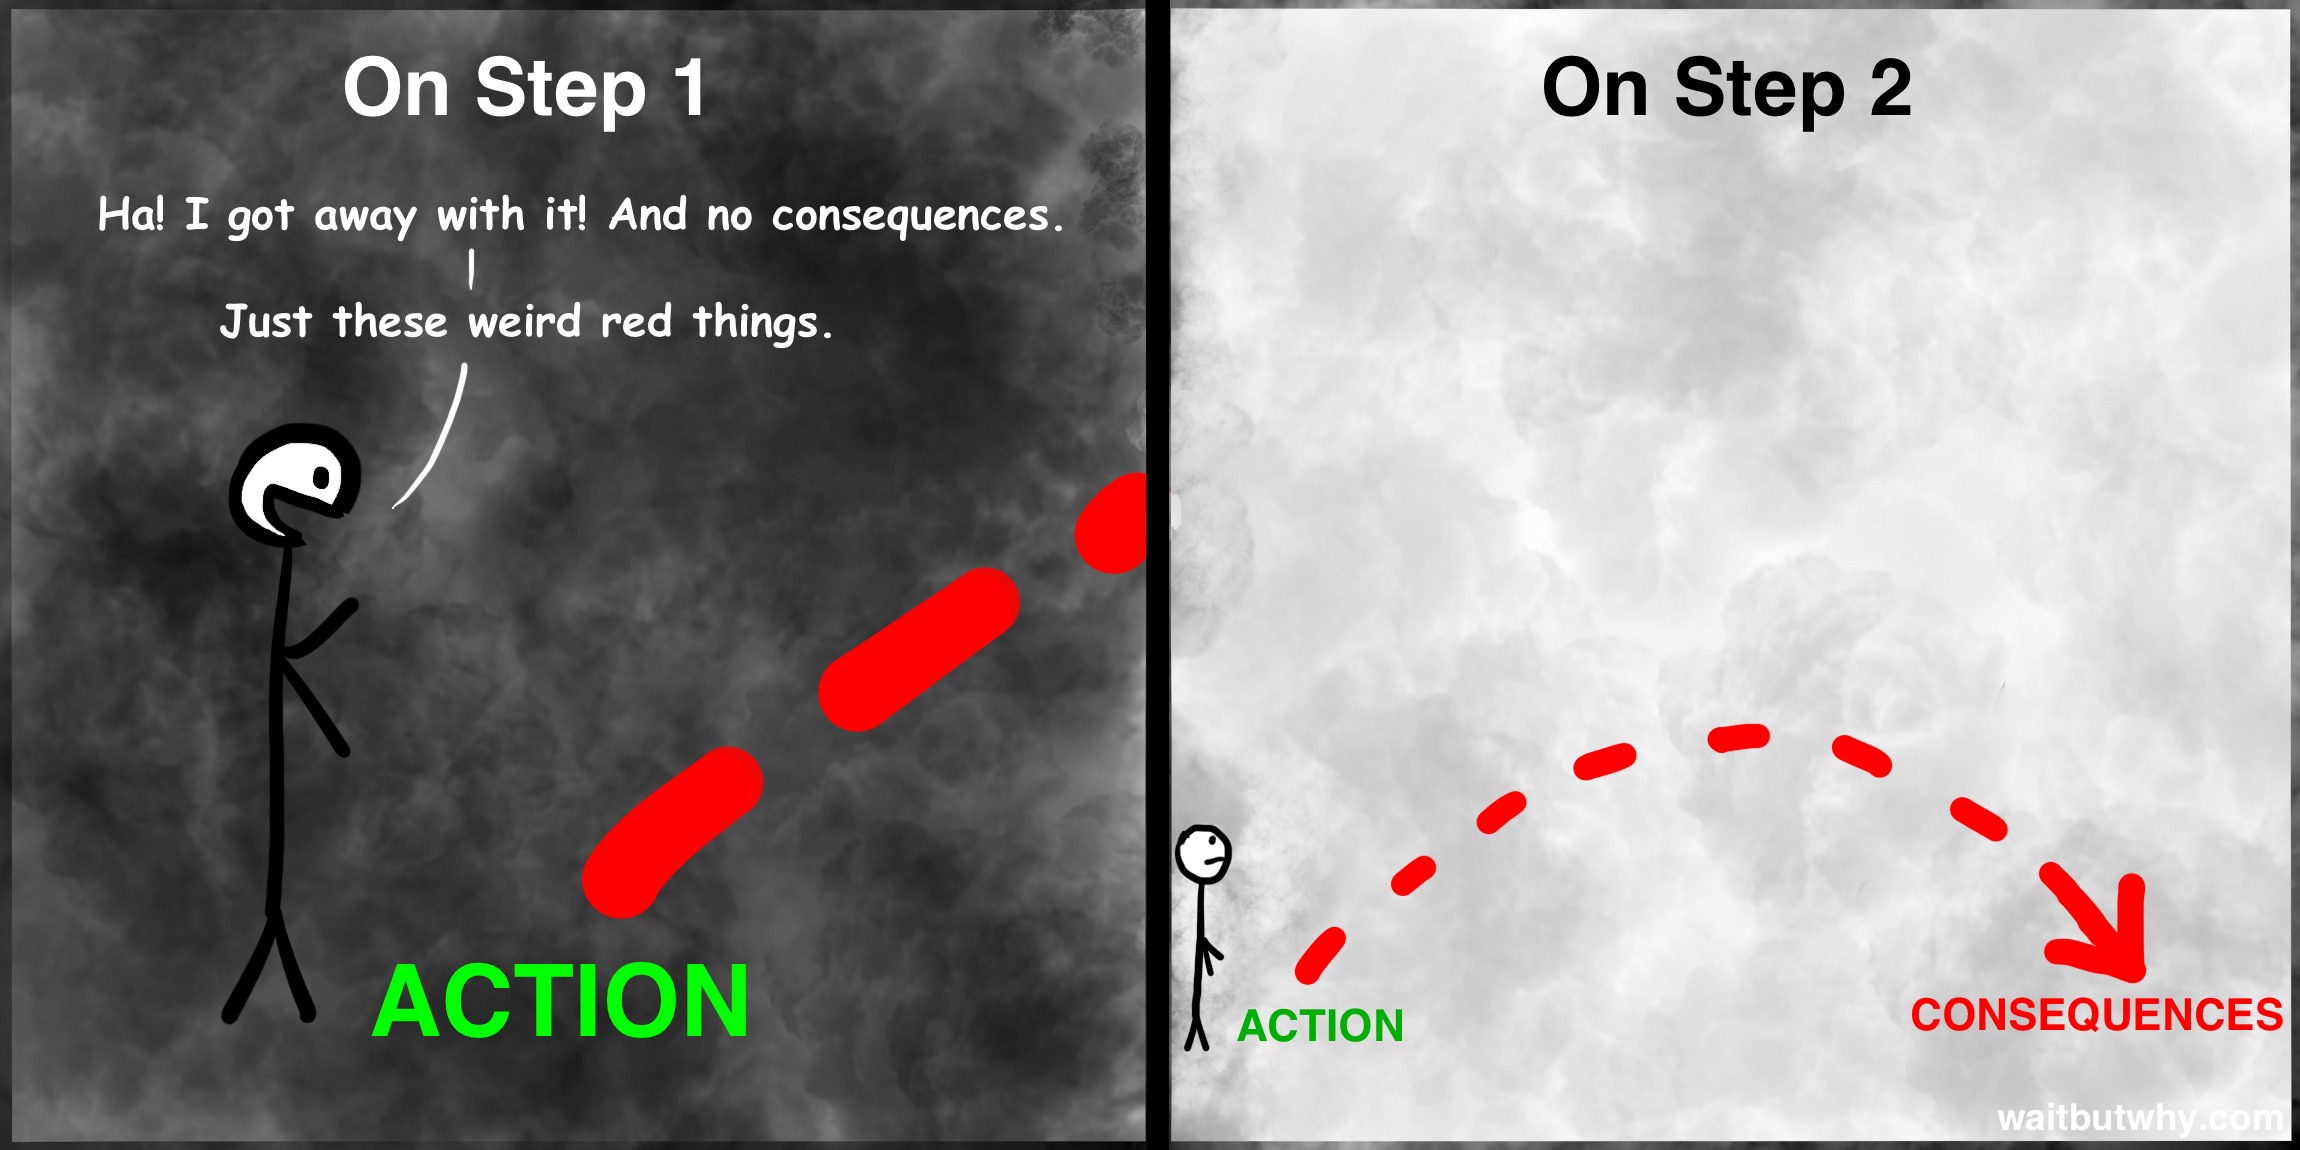 On Step 1
Ha! I got away with it! And no consequences.
Just these weird red things.
ACTION
On Step 2
ACTION
CONSEQUENCES
waitbutwhy.com